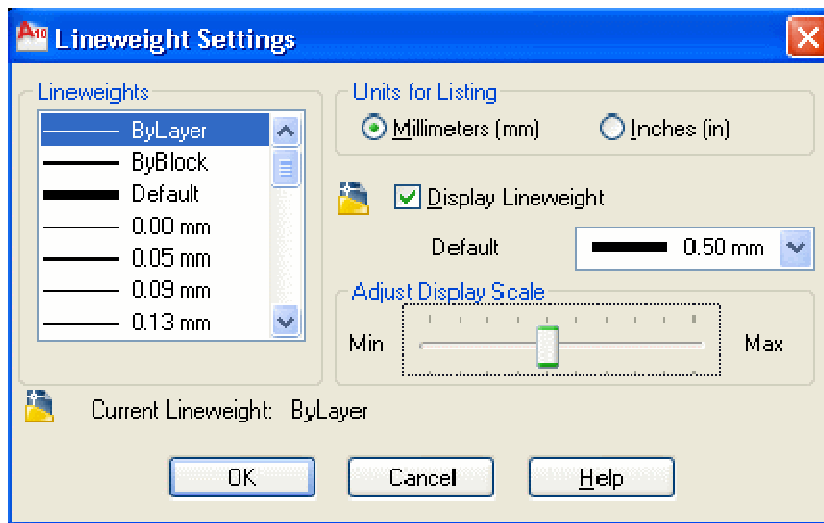 A10 Lineweight Settings
Lineweights
ByLayer
ByBlock
Default
0.00 mm
0.05 mm
0.09 mm
0.13 mm
Units for Listing
Millimeters (mm) Inches (in)
Display Lineweight
Default 0.50 mm
Adjust Display Scale
Min Max
Current Lineweight: ByLayer
OK Cancel Help